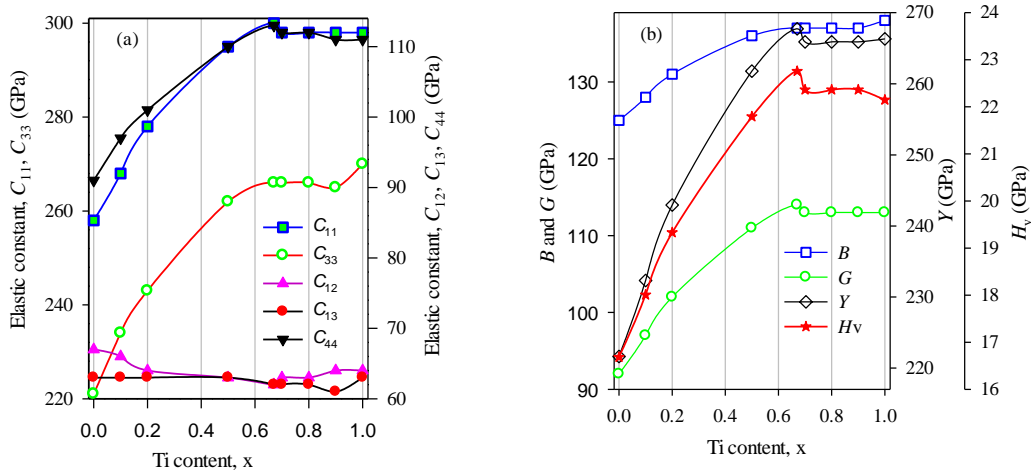 (a)
Elastic constant, C11, C33 (GPa)
300
280
260
240
220
110
100
90
80
70
60
Elastic constant, C12, C13, C44 (GPa)
C11
C33
C12
C13
C44
0.0 0.2 0.4 0.6 0.8 1.0
Ti content, x
(b)
B and G (GPa)
130
120
110
100
90
270
260
250
240
230
220
Y (GPa)
24
23
22
21
20
19
18
17
16
Hv (GPa)
B
G
Y
Hv
0.0 0.2 0.4 0.6 0.8 1.0
Ti content, x